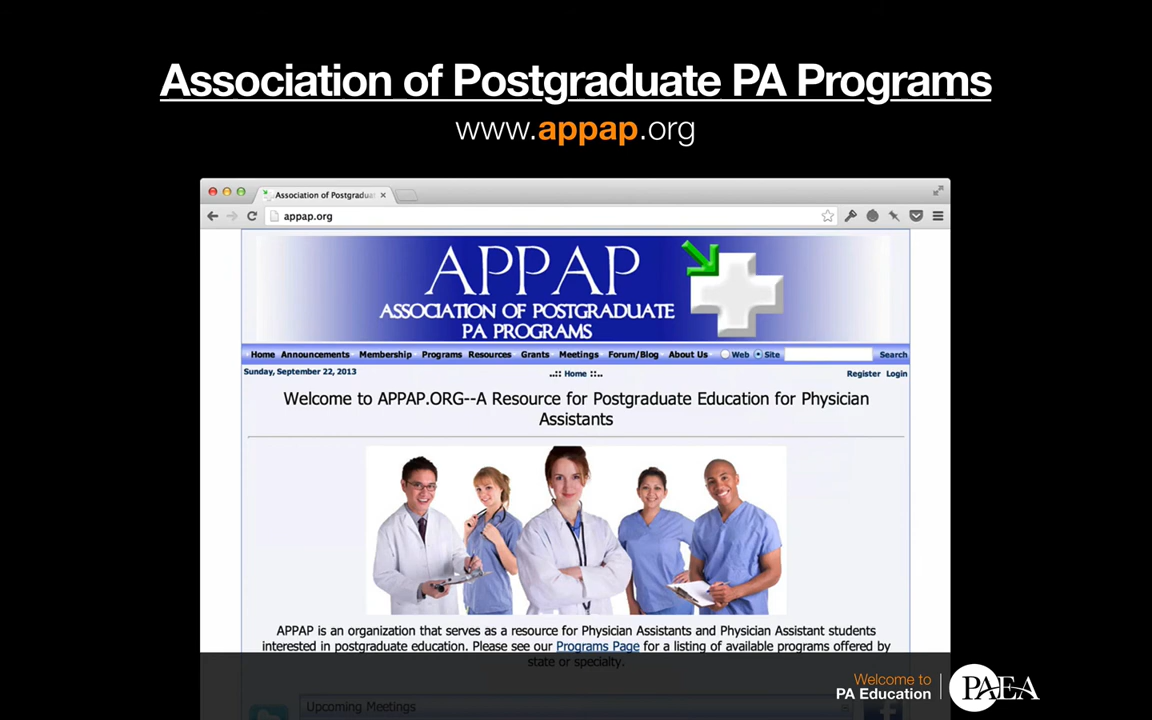 Association of Postgraduate PA Programs
www.appap.org
Association of Postgradua
appap.org
APPAP
ASSOCIATION OF POSTGRADUATE
PA PROGRAMS
Home Announcements Membership Programs Resources Grants Meetings Forum/Blog About Us Web Site Search
Sunday, September 22, 2013 ..:: Home ::.. Register Login
Welcome to APPAP.ORG--A Resource for Postgraduate Education for Physician
Assistants
APPAP is an organization that serves as a resource for Physician Assistants and Physician Assistant students
interested in postgraduate education. Please see our Programs Page for a listing of available programs offered by
state or specialty.
Upcoming Meetings
Welcome to
PA Education
PAEA